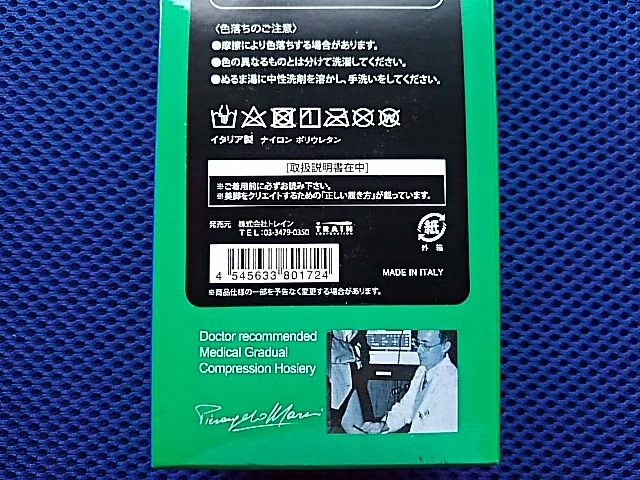 〈色落ちのご注意〉
●摩擦により色落ちする場合があります。
●色の異なるものとは分けて洗濯してください。
●ぬるま湯に中性洗剤を溶かし、手洗いをしてください。
イタリア製 ナイロン ポリウレタン
[取扱説明書在中]
※ご着用前に必ずお読み下さい。
※美脚をクリエイトするための「正しい履き方」が載っています。
発売元 株式会社トレイン
TEL:03-3479-0350
TRAIN
紙
外箱
4 545633 801724
MADE IN ITALY
※商品仕様の一部を予告なく変更する場合があります。
Doctor recommended
Medical Gradual
Compression Hosiery